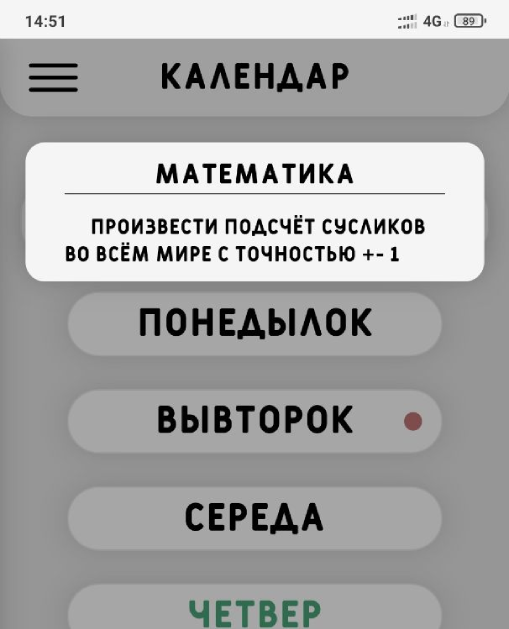 14:51
4G 89
КАЛЕНДАР
МАТЕМАТИКА
ПРОИЗВЕСТИ ПОДСЧЁТ СУСЛИКОВ
ВО ВСЁМ МИРЕ С ТОЧНОСТЬЮ +- 1
ПОНЕДЫЛОК
ВЫВТОРОК
СЕРЕДА
ЧЕТВЕР